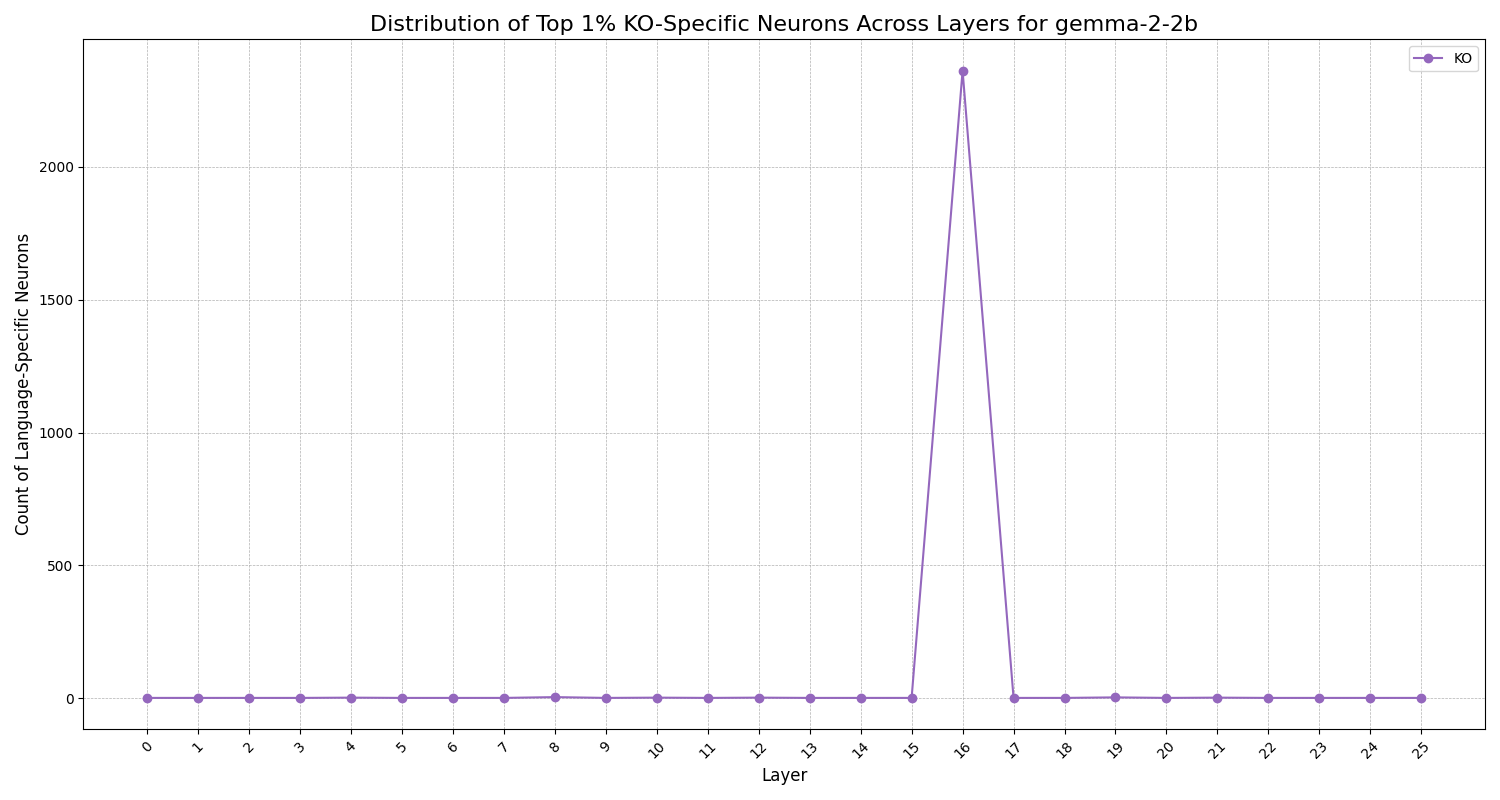 Distribution of Top 1% KO-Specific Neurons Across Layers for gemma-2-2b
KO
Count of Language-Specific Neurons
2000
1500
1000
500
0
0 1 2 3 4 5 6 7 8 9 10 11 12 13 14 15 16 17 18 19 20 21 22 23 24 25
Layer